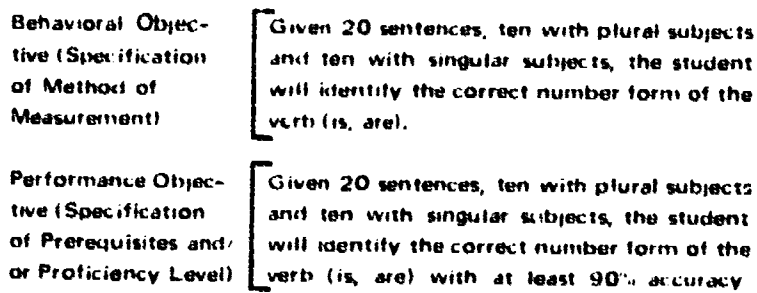 Behavioral Objec-
tive (Specification
of Method of
Measurement)
Given 20 sentences, ten with plural subjects
and ten with singular subjects, the student
will identify the correct number form of the
verb (is, are).
Performance Objec-
tive (Specification
of Prerequisites and/
or Proficiency Level)
Given 20 sentences, ten with plural subjects
and ten with singular subjects, the student
will identify the correct number form of the
verb (is, are) with at least 90% accuracy